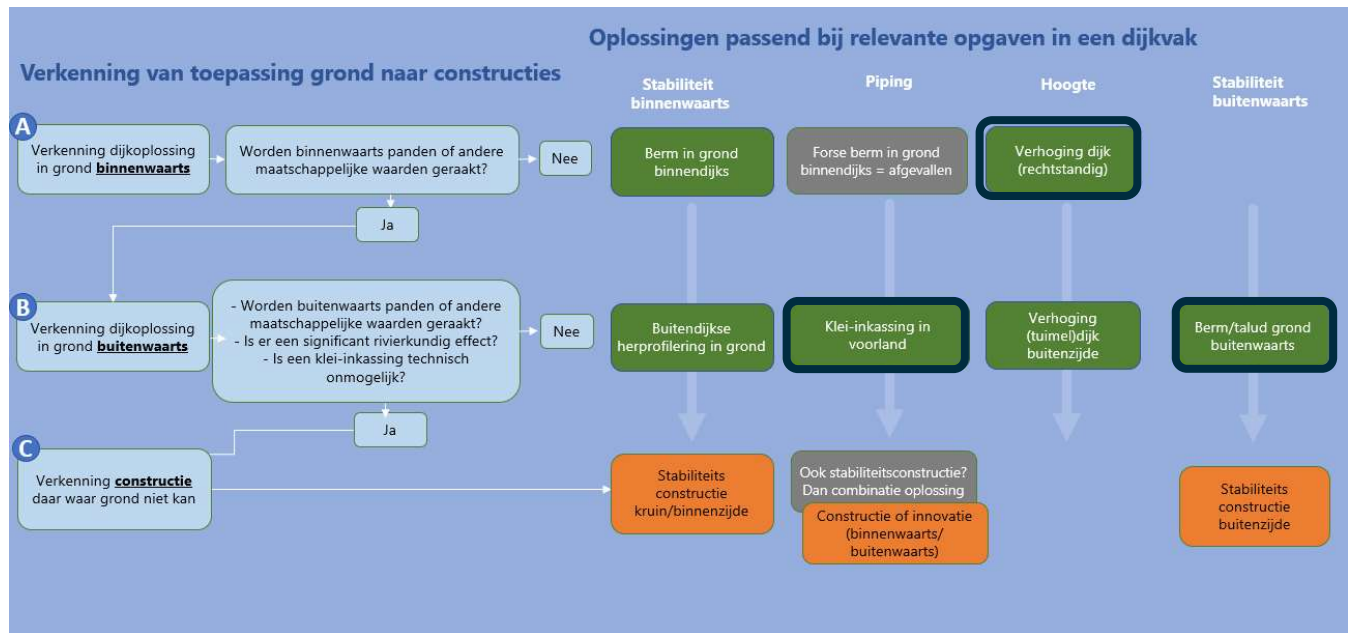 Oplossingen passend bij relevante opgaven in een dijkvak
Verkenning van toepassing grond naar constructies
Stabiliteit
binnenwaarts
Piping
Hoogte
Stabiliteit
buitenwaarts
A
Verkenning dijkoplossing
in grond binnenwaarts
Worden binnenwaarts panden of andere
maatschappelijke waarden geraakt?
Nee
Ja
Berm in grond
binnendijks
Forse berm in grond
binnendijks = afgevallen
Verhoging dijk
(rechtstandig)
B
Verkenning dijkoplossing
in grond buitenwaarts
- Worden buitenwaarts panden of andere
maatschappelijke waarden geraakt?
- Is er een significant rivierkundig effect?
- Is een klei-inkassing technisch
onmogelijk?
Nee
Ja
Buitendijkse
herprofilering in grond
Klei-inkassing in
voorland
Verhoging
(tuimel)dijk
buitenzijde
Berm/talud grond
buitenwaarts
C
Verkenning constructie
daar waar grond niet kan
Stabiliteits
constructie
kruin/binnenzijde
Ook stabiliteitsconstructie?
Dan combinatie oplossing
Constructie of innovatie
(binnenwaarts/
buitenwaarts)
Stabiliteits
constructie
buitenzijde